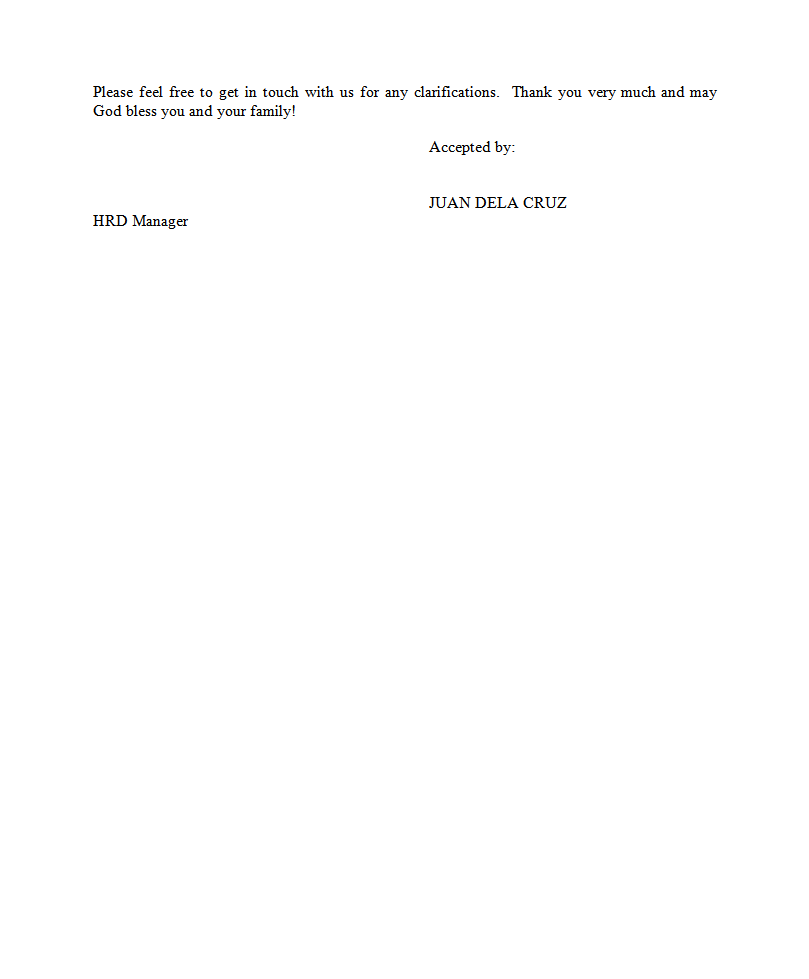 Please feel free to get in touch with us for any clarifications.  Thank you very much and may
God bless you and your family!
Accepted by:
JUAN DELA CRUZ
HRD Manager